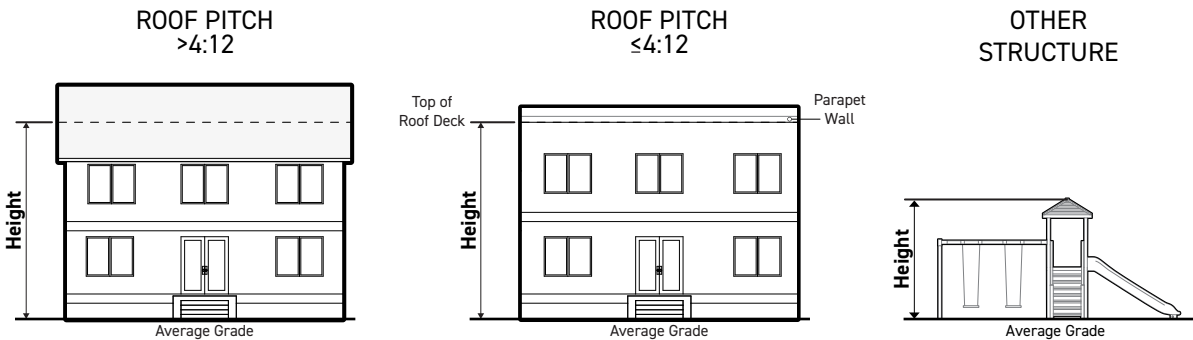 ROOF PITCH
>4:12
Height
Average Grade
ROOF PITCH
≤4:12
Top of
Roof Deck
Parapet
Wall
Height
Average Grade
OTHER
STRUCTURE
Height
Average Grade